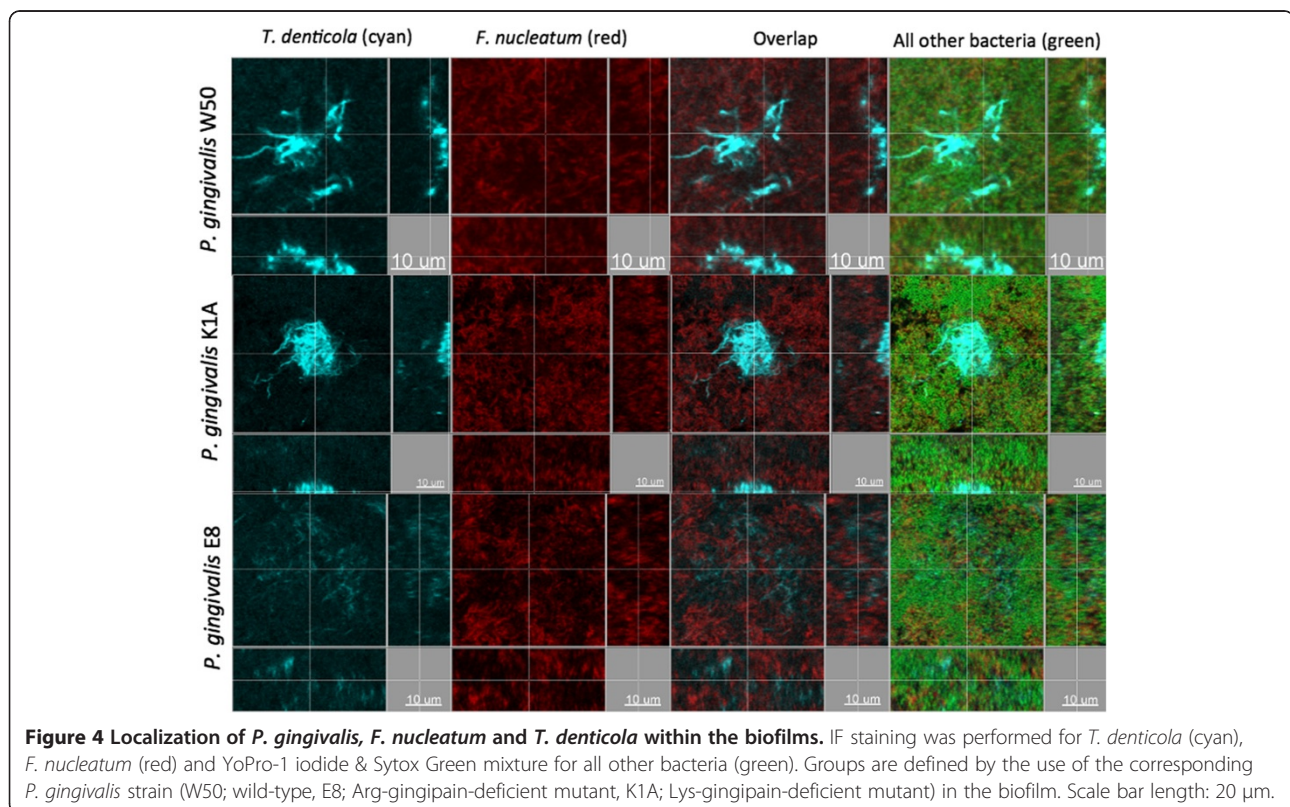 T. denticola (cyan) F. nucleatum (red) Overlap All other bacteria (green)
P. gingivalis W50
10 um 10 um 10 um 10 um
P. gingivalis K1A
10 um 10 um 10 um 10 um
P. gingivalis E8
10 um 10 um 10 um 10 um
Figure 4 Localization of P. gingivalis, F. nucleatum and T. denticola within the biofilms. IF staining was performed for T. denticola (cyan),
F. nucleatum (red) and YoPro-1 iodide & Sytox Green mixture for all other bacteria (green). Groups are defined by the use of the corresponding
P. gingivalis strain (W50; wild-type, E8; Arg-gingipain-deficient mutant, K1A; Lys-gingipain-deficient mutant) in the biofilm. Scale bar length: 20 μm.